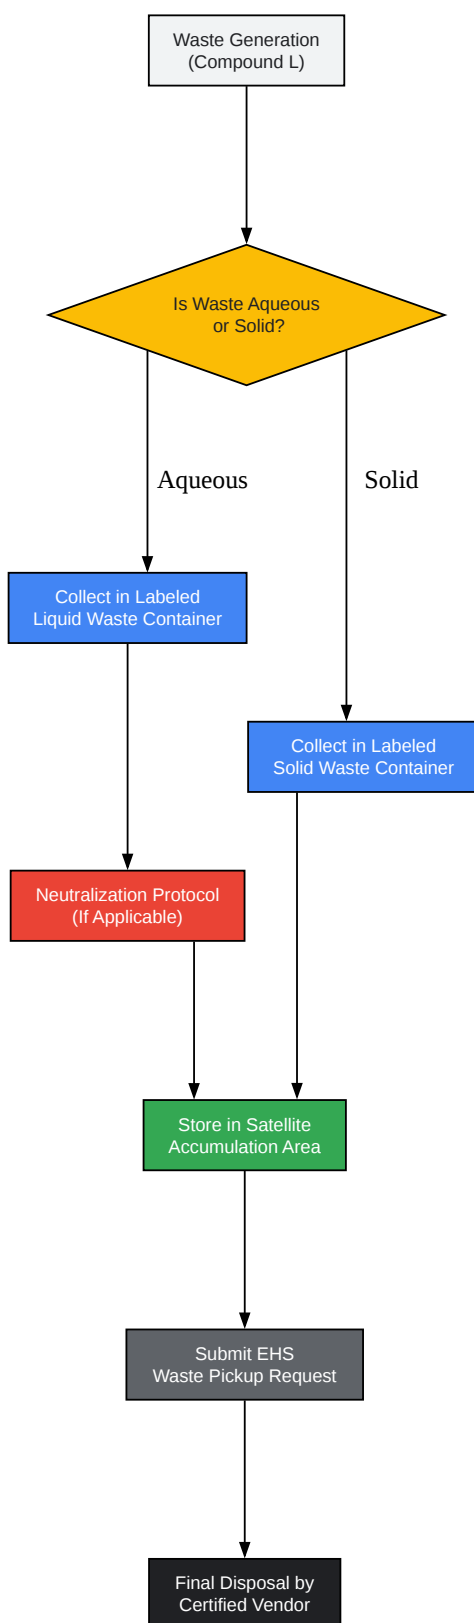 Waste Generation
(Compound L)
Is Waste Aqueous
or Solid?
Aqueous
Solid
Collect in Labeled
Liquid Waste Container
Collect in Labeled
Solid Waste Container
Neutralization Protocol
(If Applicable)
Store in Satellite
Accumulation Area
Submit EHS
Waste Pickup Request
Final Disposal by
Certified Vendor